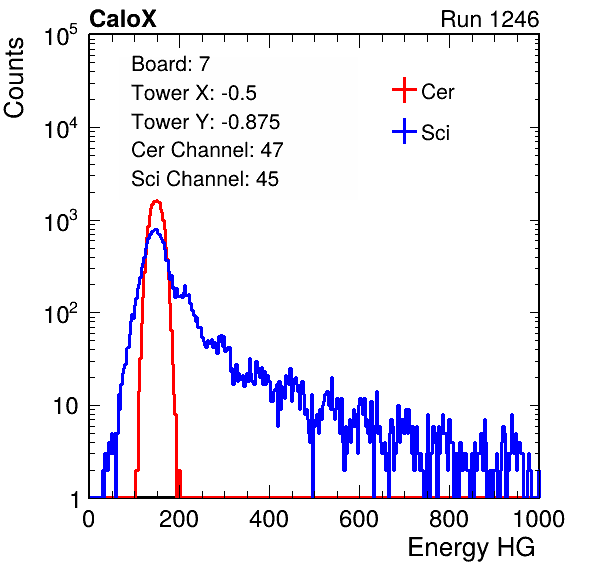 CaloX Run 1246
Counts
Board: 7
Tower X: -0.5
Tower Y: -0.875
Cer Channel: 47
Sci Channel: 45
Cer
Sci
10^5
10^4
10^3
10^2
10
1
0 200 400 600 800 1000
Energy HG